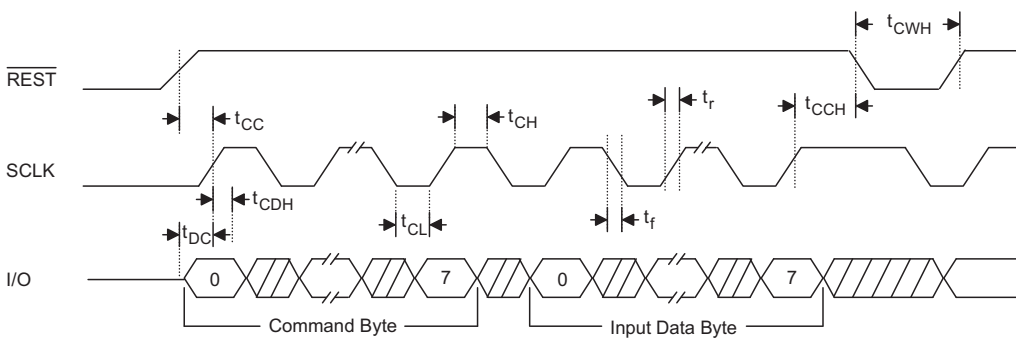 tCWH
REST
tCC
tCH
tr
tCCH
SCLK
tCDH
tDC
tCL
tf
I/O
0
7
0
7
Command Byte
Input Data Byte